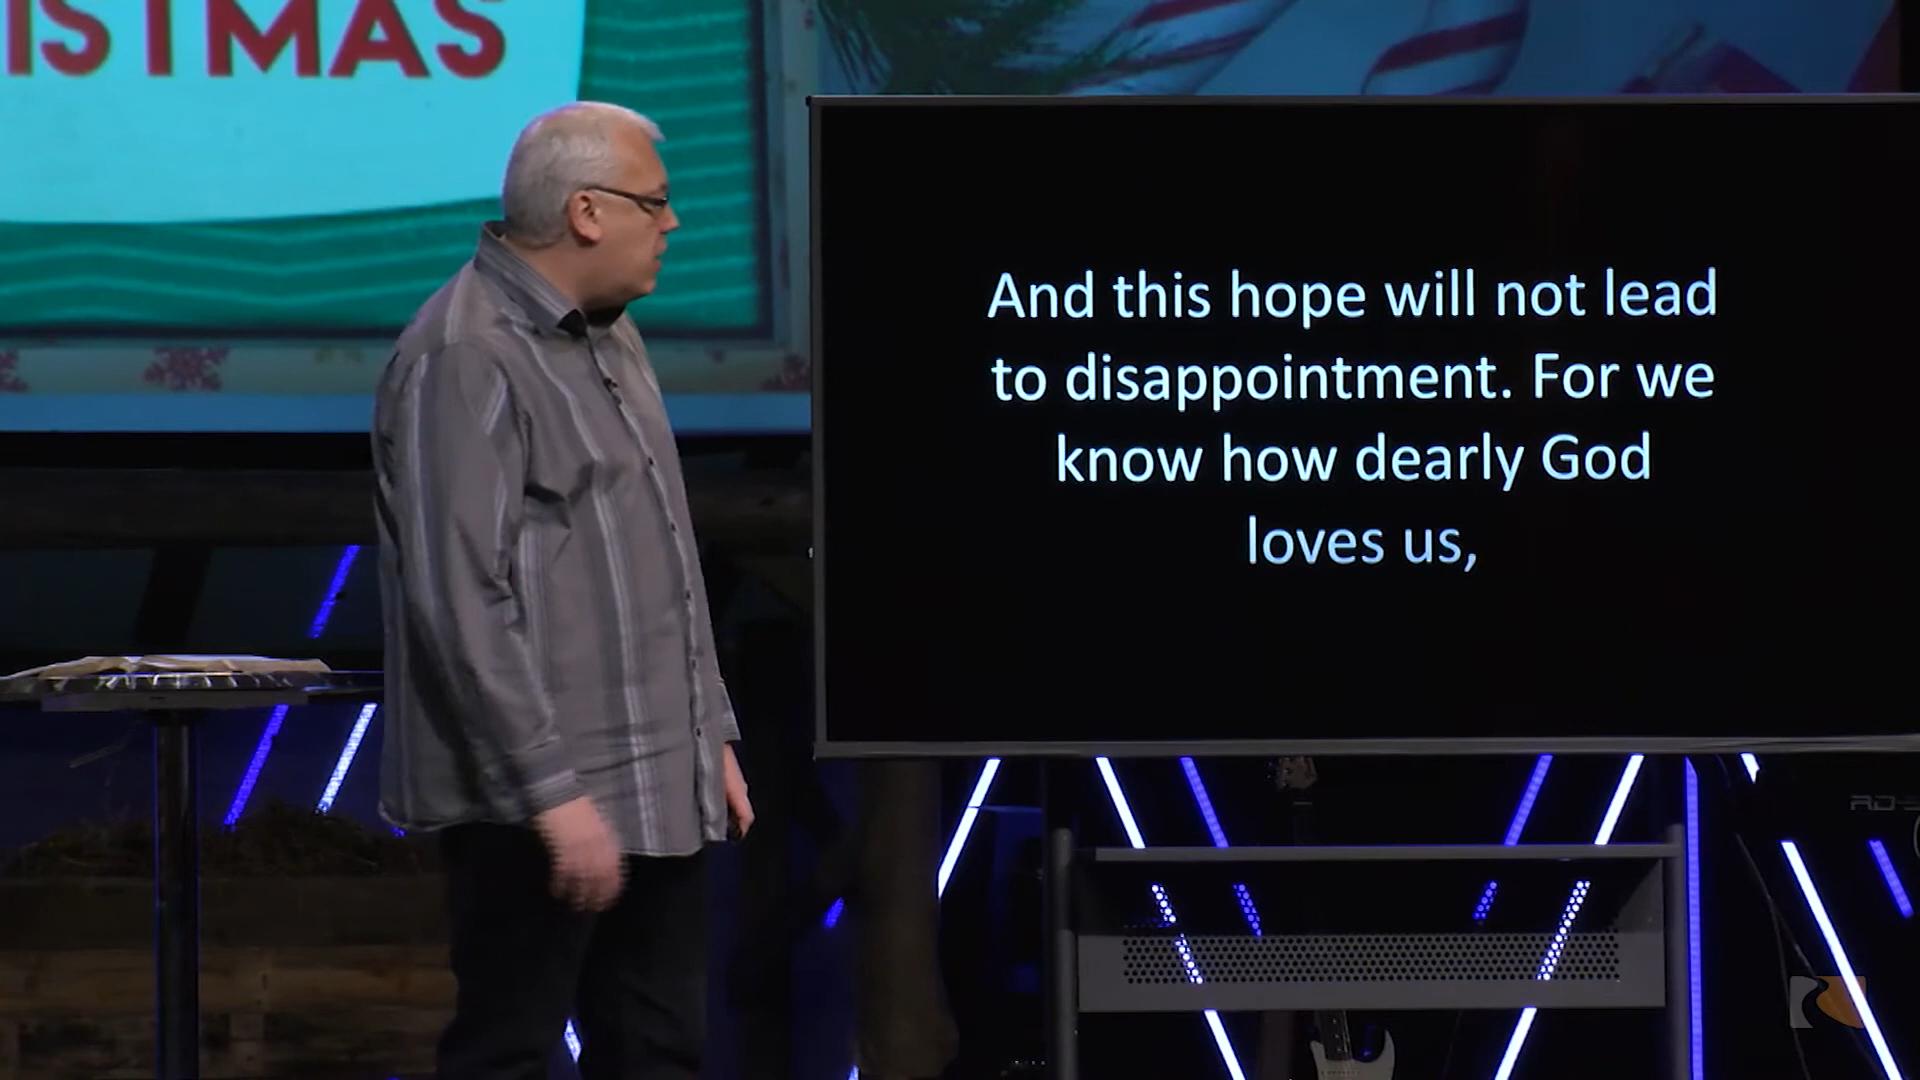 ISTMAS
And this hope will not lead
to disappointment. For we
know how dearly God
loves us,